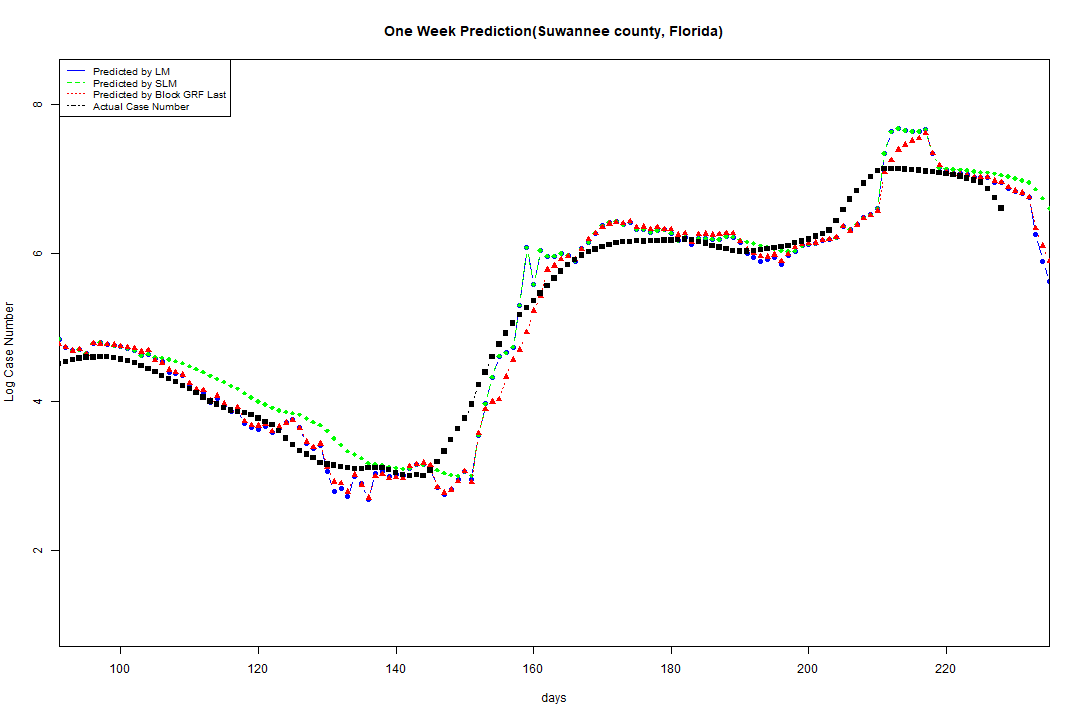 One Week Prediction(Suwannee county, Florida)
Predicted by LM
Predicted by SLM
Predicted by Block GRF Last
Actual Case Number
8
6
4
2
Log Case Number
100 120 140 160 180 200 220
days